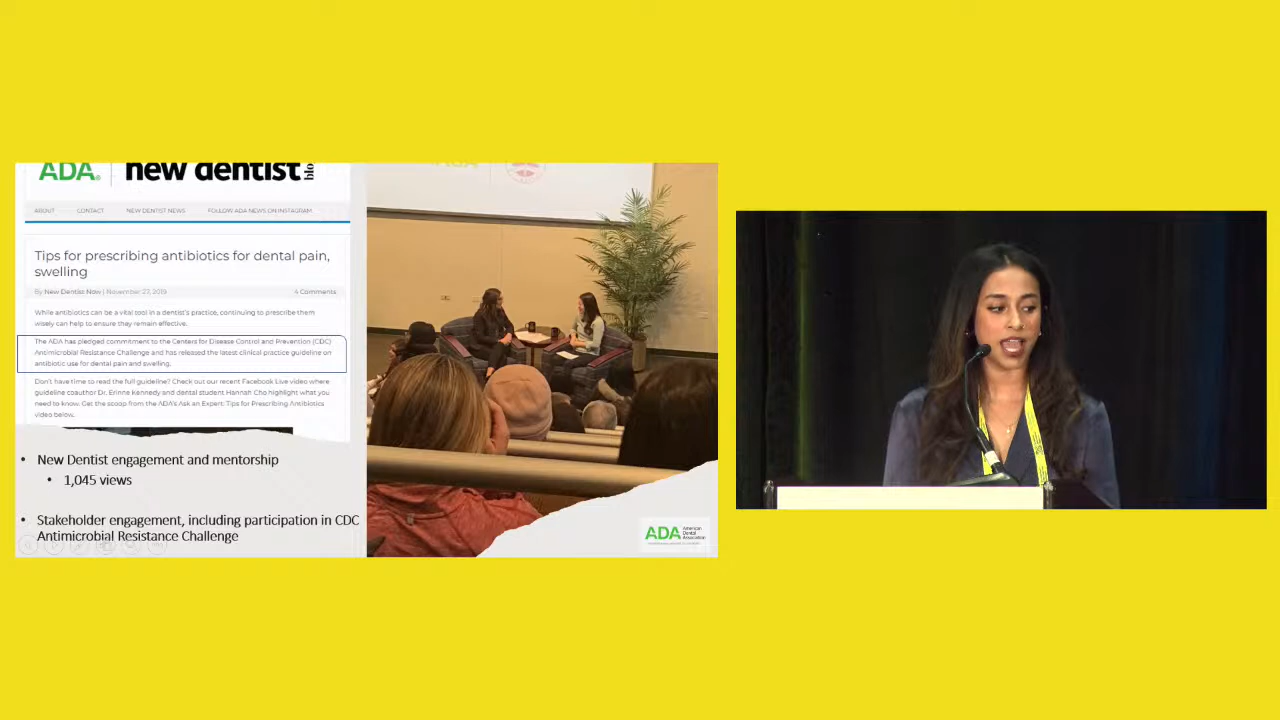 ADA. new dentist blo
ABOUT CONTACT NEW DENTIST NEWS FOLLOW ADA NEWS ON INSTAGRAM
Tips for prescribing antibiotics for dental pain,
swelling
By New Dentist Now | November 27, 2019 4 Comments
While antibiotics can be a vital tool in a dentist's practice, continuing to prescribe them
wisely can help to ensure they remain effective.
The ADA has pledged commitment to the Centers for Disease Control and Prevention (CDC)
Antimicrobial Resistance Challenge and has released the latest clinical practice guideline on
antibiotic use for dental pain and swelling.
Don't have time to read the full guideline? Check out our recent Facebook Live video where
guideline coauthor Dr. Erinne Kennedy and dental student Hannah Cho highlight what you
need to know. Get the scoop from the ADA's Ask an Expert: Tips for Prescribing Antibiotics
video below.
• New Dentist engagement and mentorship
• 1,045 views
• Stakeholder engagement, including participation in CDC
Antimicrobial Resistance Challenge
ADA American
Dental
Association